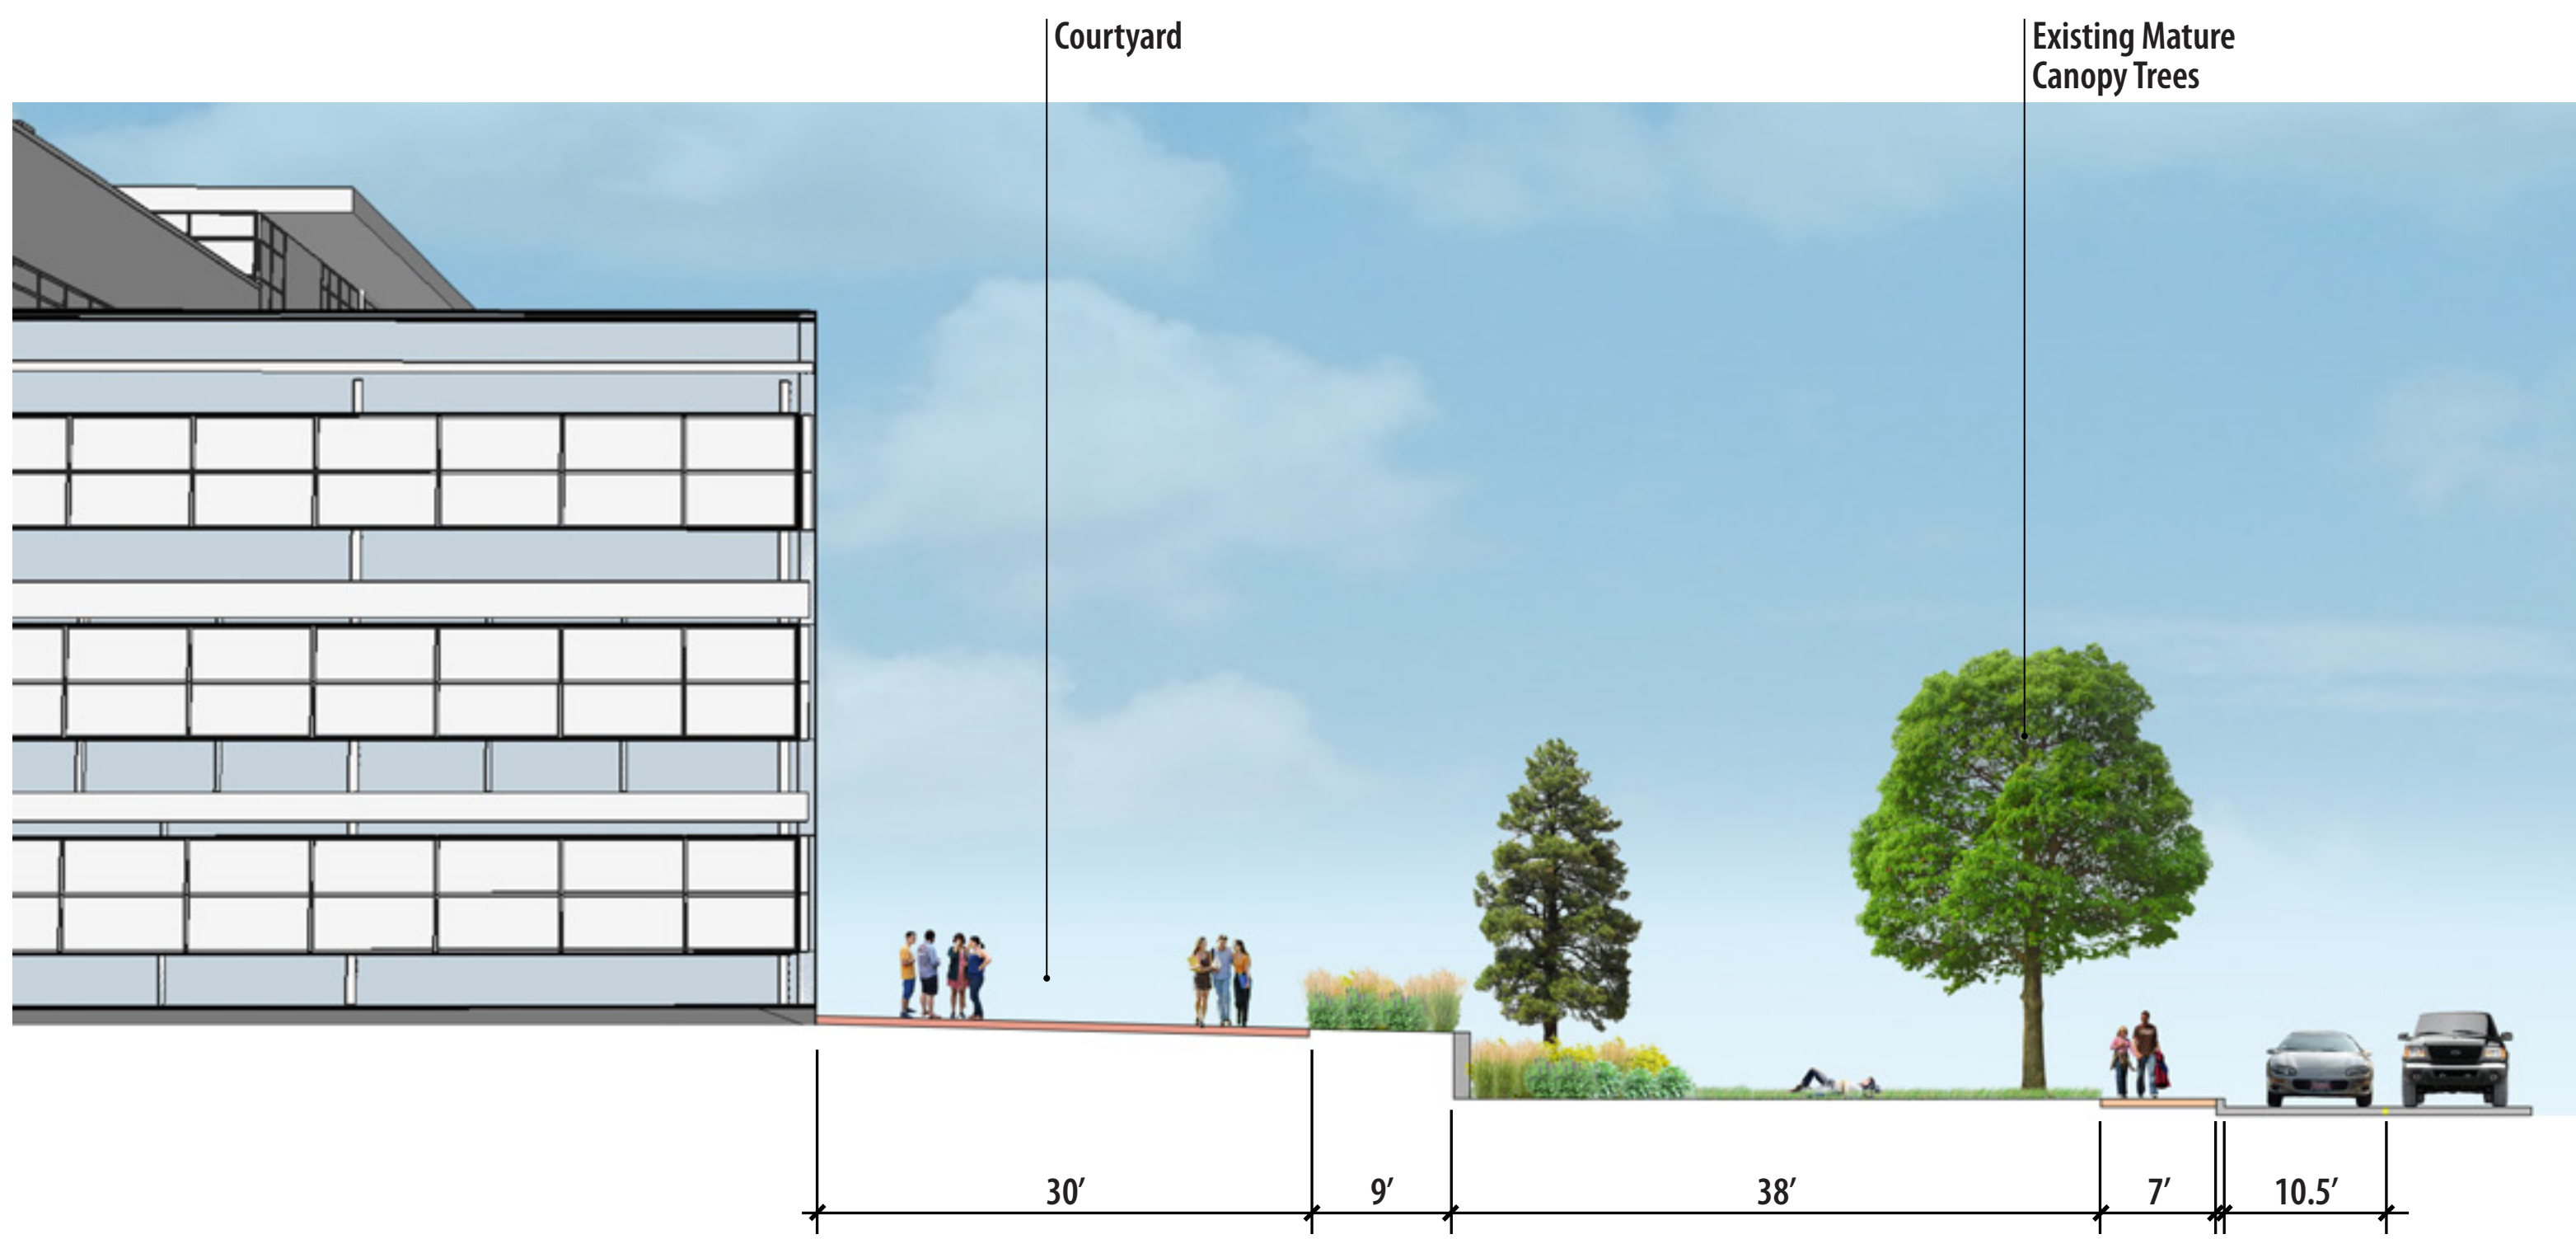 Courtyard
Existing Mature
Canopy Trees
30′
9′
38′
7′
10.5′